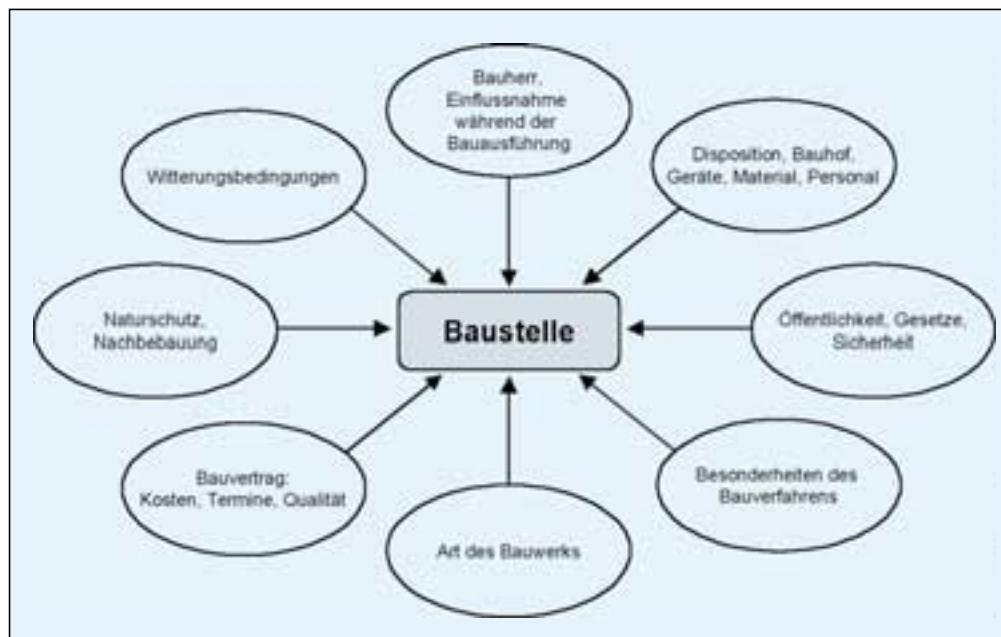 Bauherr,
Einflussnahme
während der
Bauausführung
Disposition, Bauhof,
Geräte, Material, Personal
Witterungsbedingungen
Naturschutz,
Nachbebauung
Baustelle
Öffentlichkeit, Gesetze,
Sicherheit
Bauvertrag:
Kosten, Termine, Qualität
Besonderheiten des
Bauverfahrens
Art des Bauwerks